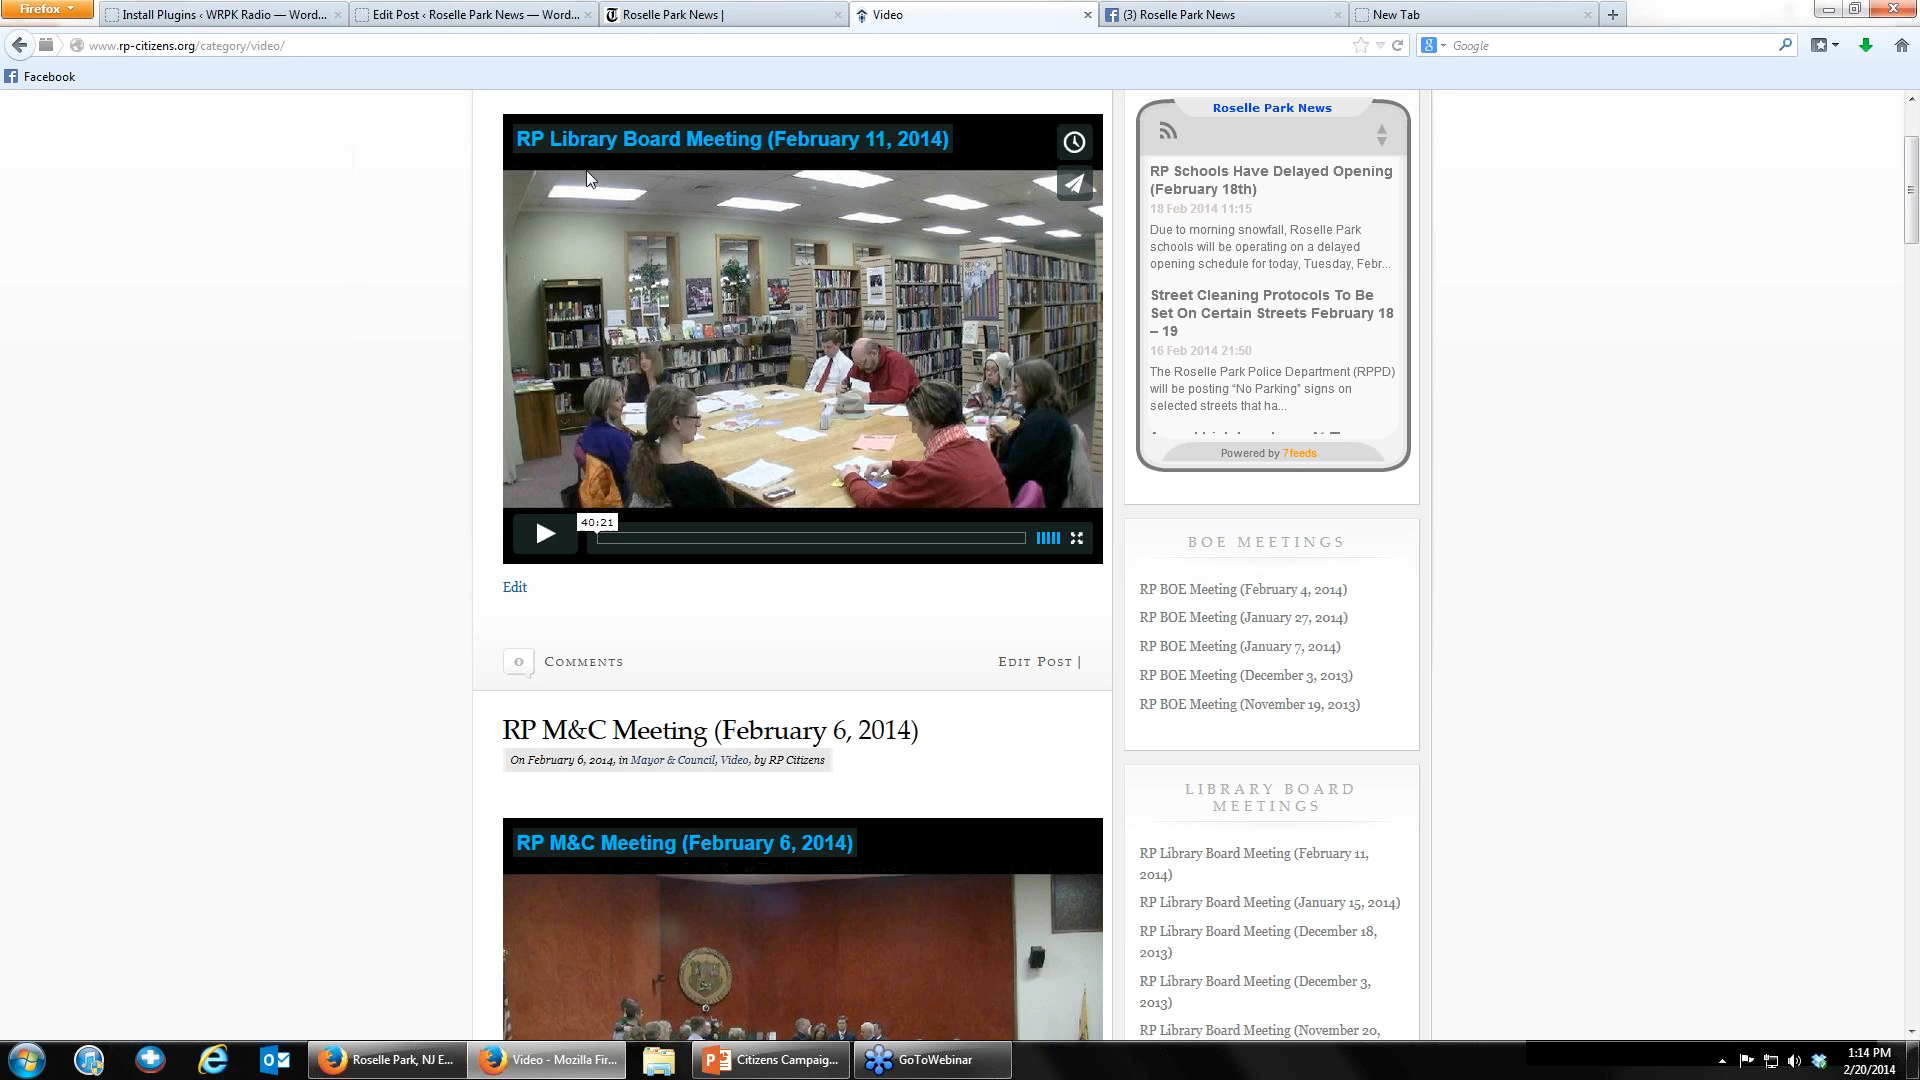 Firefox
Install Plugins ‹ WRPK Radio — Word...
Edit Post ‹ Roselle Park News — Word...
Roselle Park News |
Video
(3) Roselle Park News
New Tab
www.rp-citizens.org/category/video/
Google
Facebook
RP Library Board Meeting (February 11, 2014)
40:21
Edit
0
Comments
Edit Post |
RP M&C Meeting (February 6, 2014)
On February 6, 2014, in Mayor & Council, Video, by RP Citizens
RP M&C Meeting (February 6, 2014)
Roselle Park News
RP Schools Have Delayed Opening
(February 18th)
18 Feb 2014 11:15
Due to morning snowfall, Roselle Park
schools will be operating on a delayed
opening schedule for today, Tuesday, Febr...
Street Cleaning Protocols To Be
Set On Certain Streets February 18
– 19
16 Feb 2014 21:50
The Roselle Park Police Department (RPPD)
will be posting “No Parking” signs on
selected streets that ha...
Powered by 7feeds
BOE MEETINGS
RP BOE Meeting (February 4, 2014)
RP BOE Meeting (January 27, 2014)
RP BOE Meeting (January 7, 2014)
RP BOE Meeting (December 3, 2013)
RP BOE Meeting (November 19, 2013)
LIBRARY BOARD
MEETINGS
RP Library Board Meeting (February 11,
2014)
RP Library Board Meeting (January 15, 2014)
RP Library Board Meeting (December 18,
2013)
RP Library Board Meeting (December 3,
2013)
RP Library Board Meeting (November 20,
Roselle Park, NJ E...
Video - Mozilla Fir...
Citizens Campaig...
GoToWebinar
1:14 PM
2/20/2014